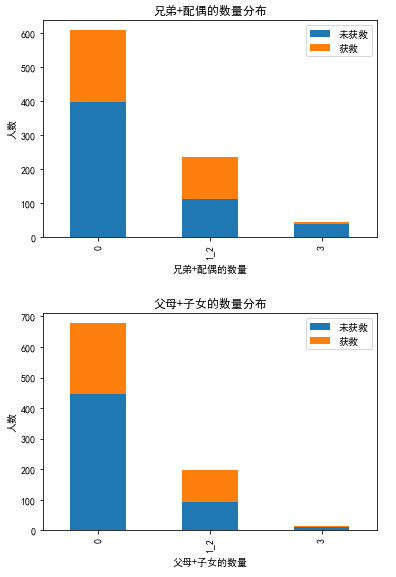 兄弟+配偶的数量分布
未获救
获救
600
500
400
300
200
100
0
人数
0
1_2
3
兄弟+配偶的数量
父母+子女的数量分布
未获救
获救
700
600
500
400
300
200
100
0
人数
0
1_2
3
父母+子女的数量